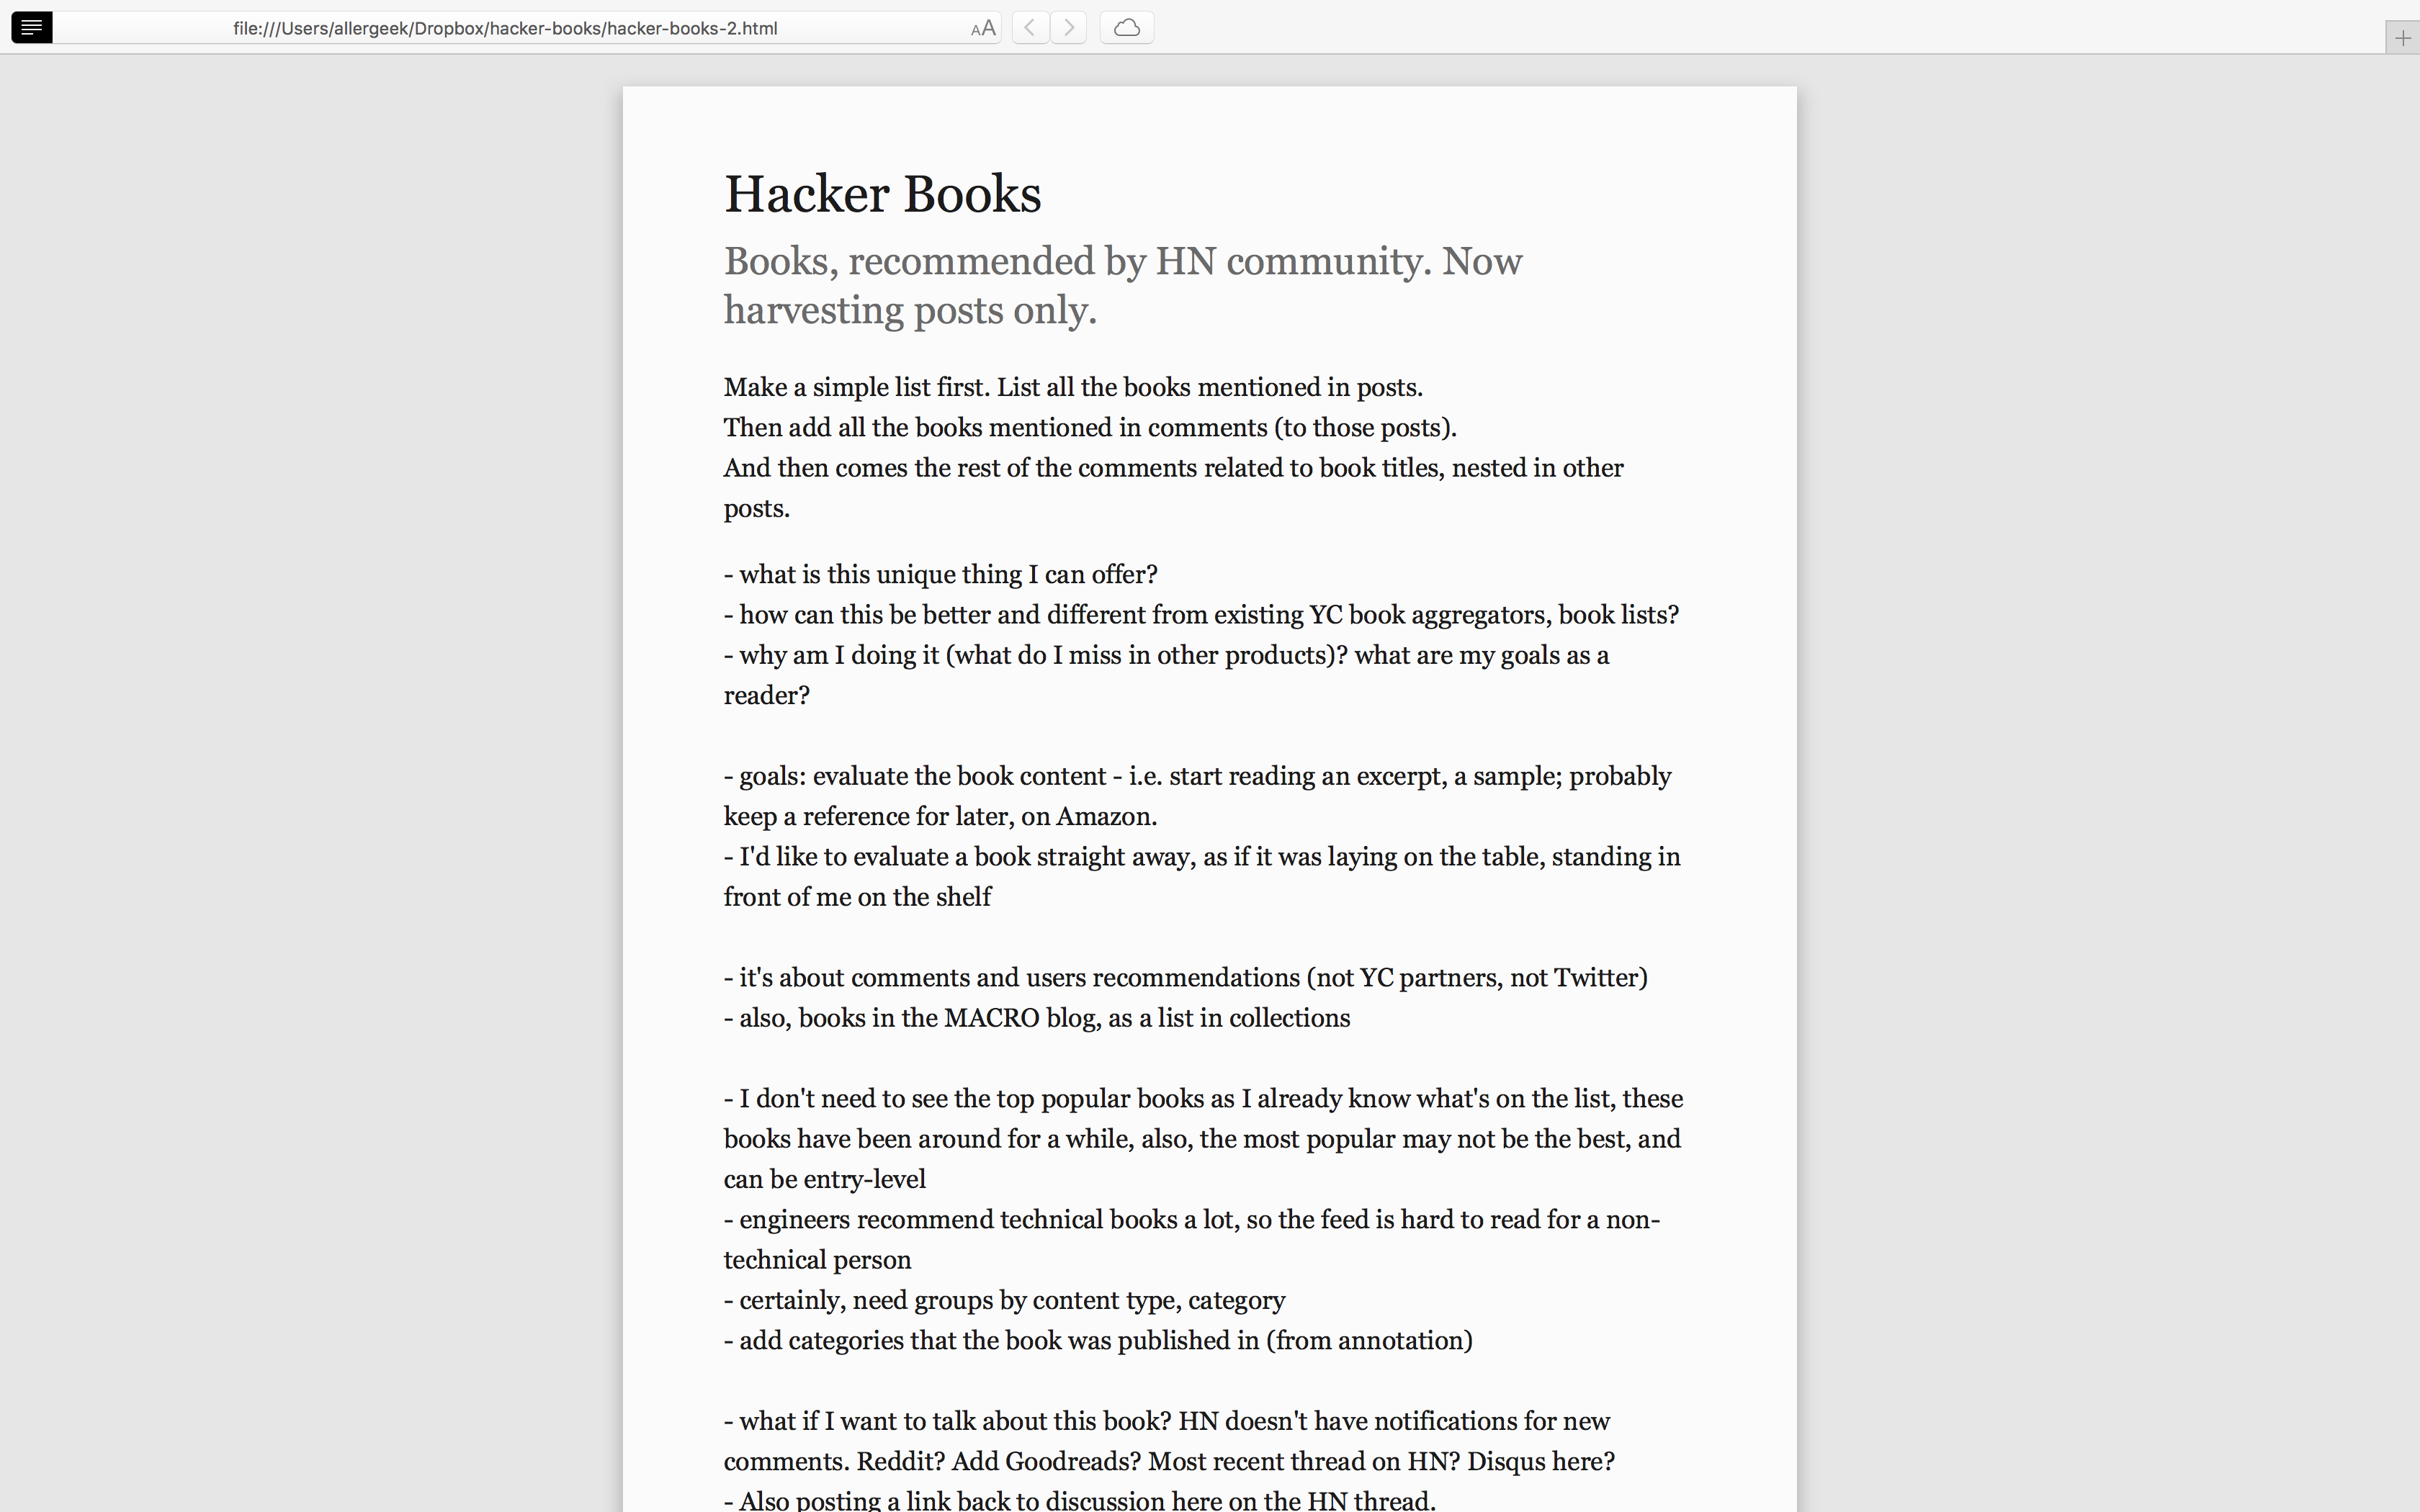 file:///Users/allergeek/Dropbox/hacker-books/hacker-books-2.html
AA
Hacker Books
Books, recommended by HN community. Now
harvesting posts only.
Make a simple list first. List all the books mentioned in posts.
Then add all the books mentioned in comments (to those posts).
And then comes the rest of the comments related to book titles, nested in other
posts.
- what is this unique thing I can offer?
- how can this be better and different from existing YC book aggregators, book lists?
- why am I doing it (what do I miss in other products)? what are my goals as a
reader?
- goals: evaluate the book content - i.e. start reading an excerpt, a sample; probably
keep a reference for later, on Amazon.
- I'd like to evaluate a book straight away, as if it was laying on the table, standing in
front of me on the shelf
- it's about comments and users recommendations (not YC partners, not Twitter)
- also, books in the MACRO blog, as a list in collections
- I don't need to see the top popular books as I already know what's on the list, these
books have been around for a while, also, the most popular may not be the best, and
can be entry-level
- engineers recommend technical books a lot, so the feed is hard to read for a non-
technical person
- certainly, need groups by content type, category
- add categories that the book was published in (from annotation)
- what if I want to talk about this book? HN doesn't have notifications for new
comments. Reddit? Add Goodreads? Most recent thread on HN? Disqus here?
- Also posting a link back to discussion here on the HN thread.